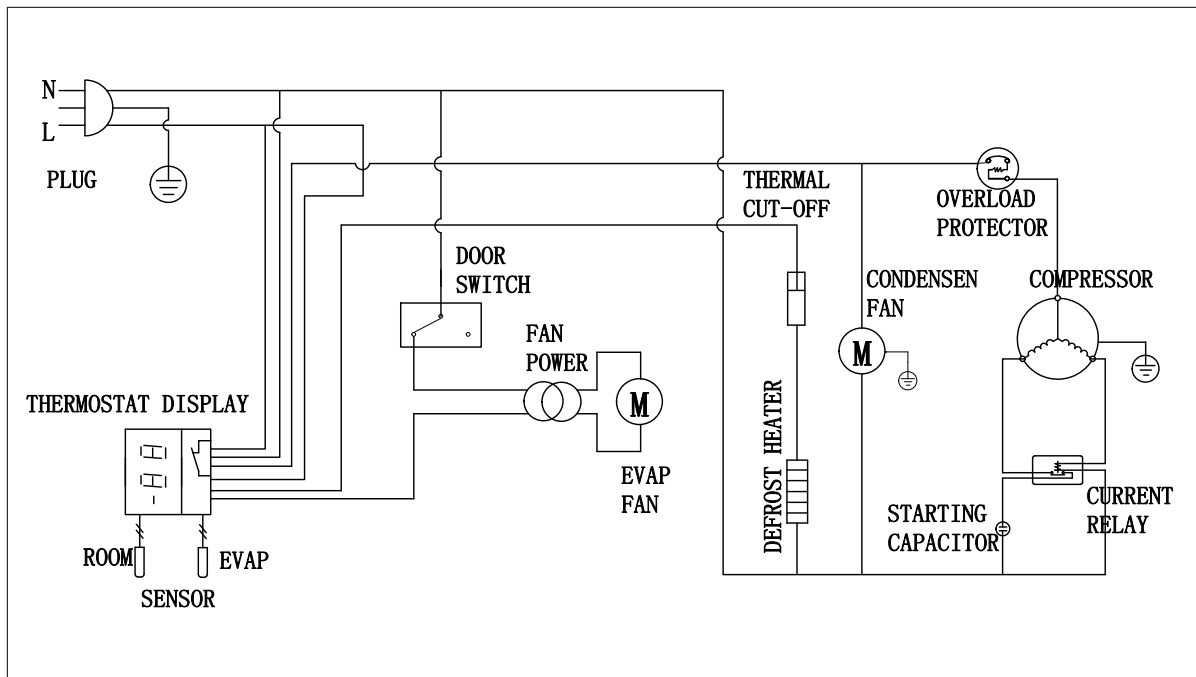 N
L
PLUG
THERMAL
CUT-OFF
OVERLOAD
PROTECTOR
DOOR
SWITCH
CONDENSEN
FAN
COMPRESSOR
FAN
POWER
M
M
THERMOSTAT DISPLAY
EVAP
FAN
DEFROST HEATER
CURRENT
RELAY
STARTING
CAPACITOR
ROOM
EVAP
SENSOR